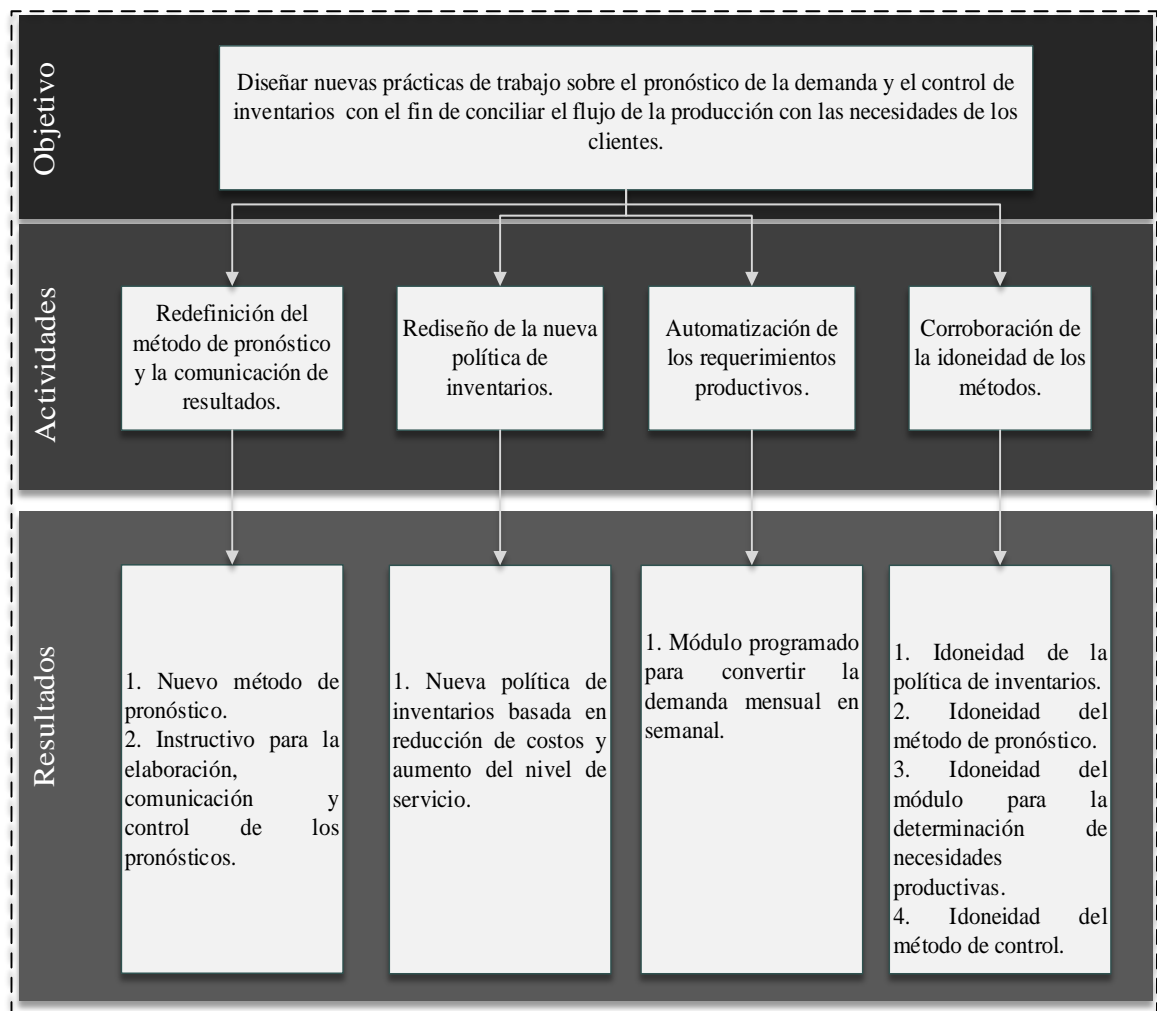 Objetivo
Diseñar nuevas prácticas de trabajo sobre el pronóstico de la demanda y el control de
inventarios con el fin de conciliar el flujo de la producción con las necesidades de los
clientes.
Actividades
Redefinición del
método de pronóstico
y la comunicación de
resultados.
Rediseño de la nueva
política de
inventarios.
Automatización de
los requerimientos
productivos.
Corroboración de
la idoneidad de los
métodos.
Resultados
1. Nuevo método de
pronóstico.
2. Instructivo para la
elaboración,
comunicación y
control de los
pronósticos.
1. Nueva política de
inventarios basada en
reducción de costos y
aumento del nivel de
servicio.
1. Módulo programado
para convertir la
demanda mensual en
semanal.
1. Idoneidad de la
política de inventarios.
2. Idoneidad del
método de pronóstico.
3. Idoneidad del
módulo para la
determinación de
necesidades
productivas.
4. Idoneidad del
método de control.